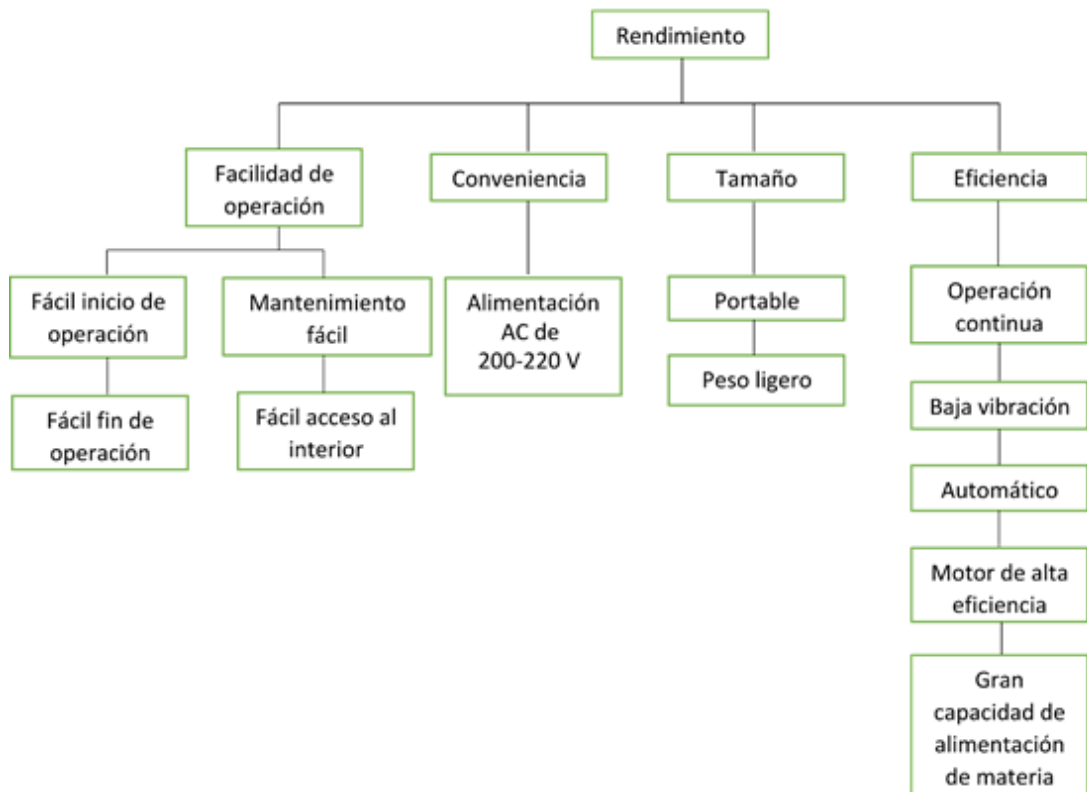 Rendimiento
Facilidad de
operación
Conveniencia
Tamaño
Eficiencia
Fácil inicio de
operación
Mantenimiento
fácil
Alimentación
AC de
200-220 V
Portable
Operación
continua
Peso ligero
Fácil fin de
operación
Fácil acceso al
interior
Baja vibración
Automático
Motor de alta
eficiencia
Gran
capacidad de
alimentación
de materia